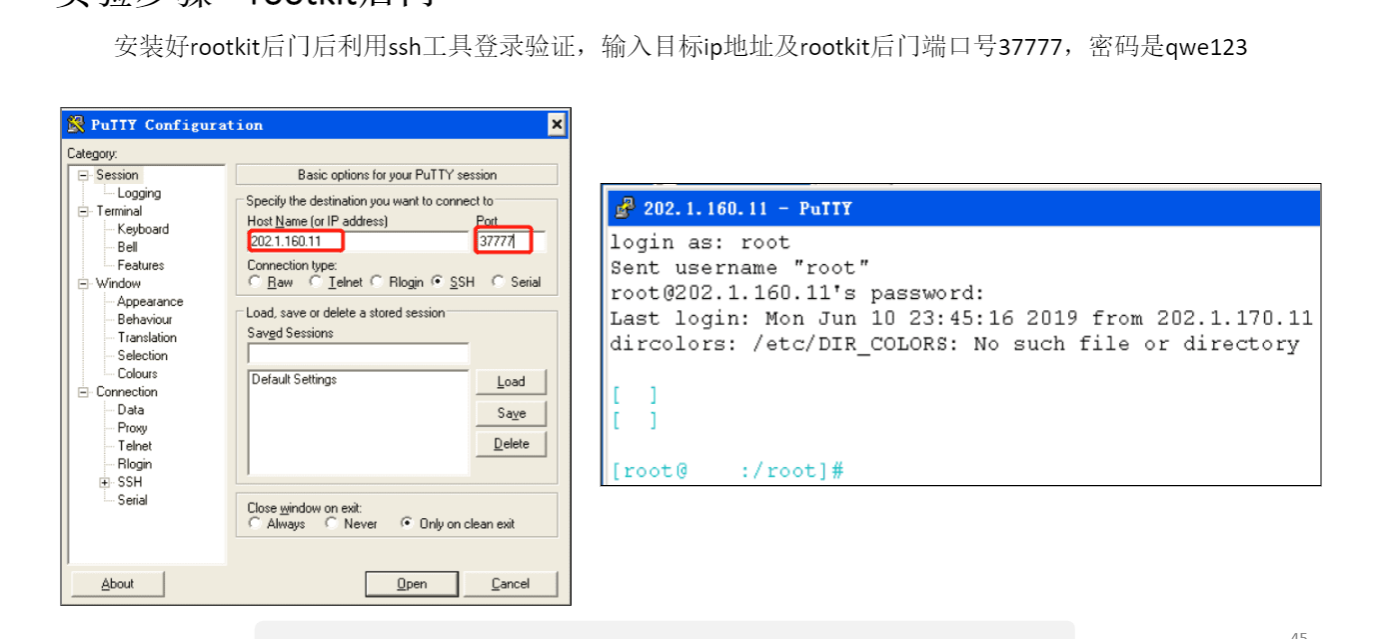 实验步骤--rootkit后门
安装好rootkit后门后利用ssh工具登录验证，输入目标ip地址及rootkit后门端口号37777，密码是qwe123
PuTTY Configuration
Category:
Session
Logging
Terminal
Keyboard
Bell
Features
Window
Appearance
Behaviour
Translation
Selection
Colours
Connection
Data
Proxy
Telnet
Rlogin
SSH
Serial
Basic options for your PuTTY session
Specify the destination you want to connect to
Host Name (or IP address) Port
202.1.160.11 37777
Connection type:
Raw Telnet Rlogin SSH Serial
Load, save or delete a stored session
Saved Sessions
Default Settings
Load
Save
Delete
Close window on exit:
Always Never Only on clean exit
About Open Cancel
202.1.160.11 - PuTTY
login as: root
Sent username "root"
root@202.1.160.11's password:
Last login: Mon Jun 10 23:45:16 2019 from 202.1.170.11
dircolors: /etc/DIR_COLORS: No such file or directory
[ ]
[ ]
[root@ :/root]#